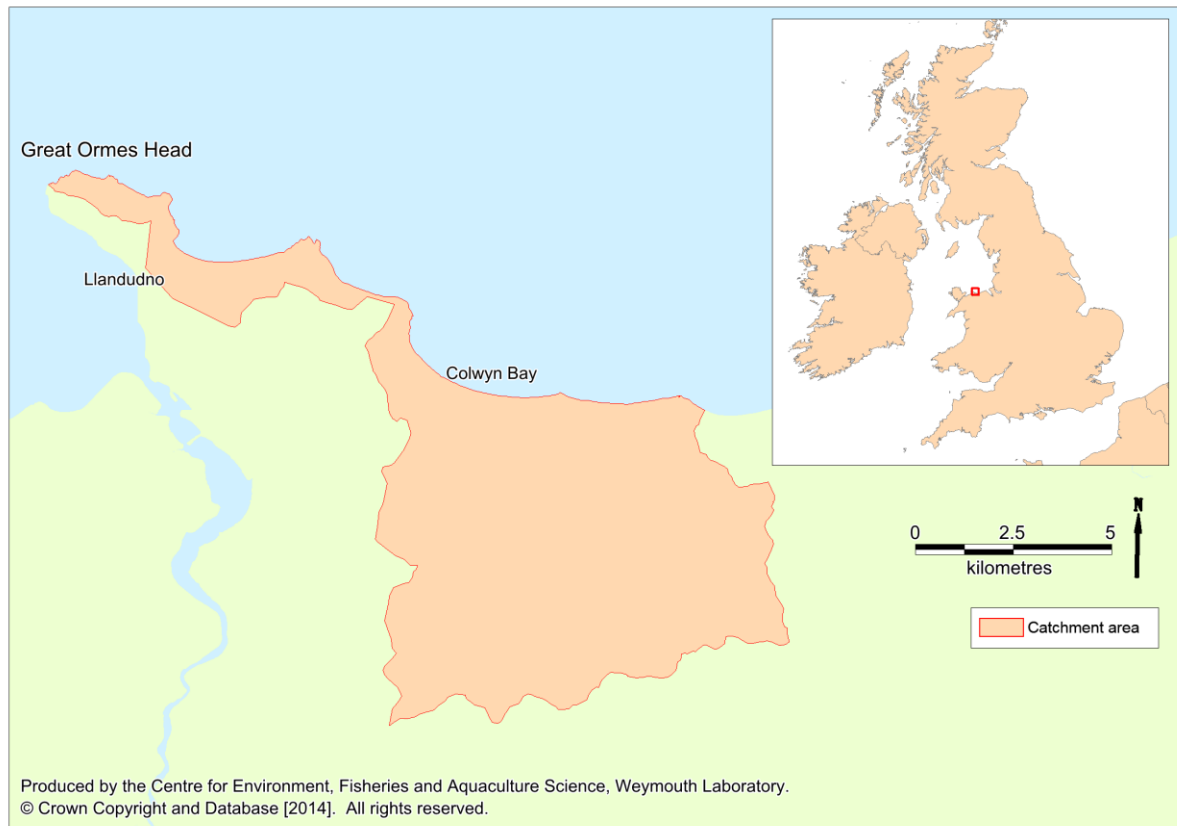 Great Ormes Head
Llandudno
Colwyn Bay
N
0 2.5 5
kilometres
Catchment area
Produced by the Centre for Environment, Fisheries and Aquaculture Science, Weymouth Laboratory.
© Crown Copyright and Database [2014].  All rights reserved.